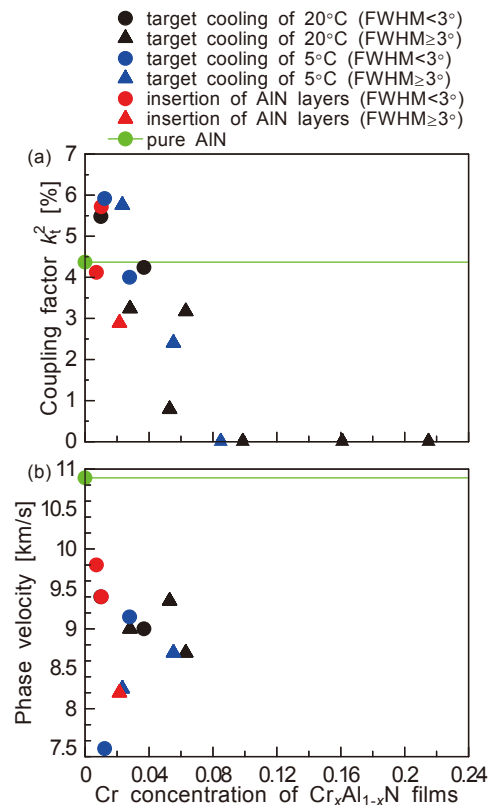 target cooling of 20°C (FWHM<3°)
target cooling of 20°C (FWHM≥3°)
target cooling of 5°C (FWHM<3°)
target cooling of 5°C (FWHM≥3°)
insertion of AlN layers (FWHM<3°)
insertion of AlN layers (FWHM≥3°)
pure AlN
(a)
7
6
5
4
3
2
1
0
Coupling factor k_t^2 [%]
(b)
11
10.5
10
9.5
9
8.5
8
7.5
Phase velocity [km/s]
0 0.04 0.08 0.12 0.16 0.2 0.24
Cr concentration of Cr_xAl_{1-x}N films